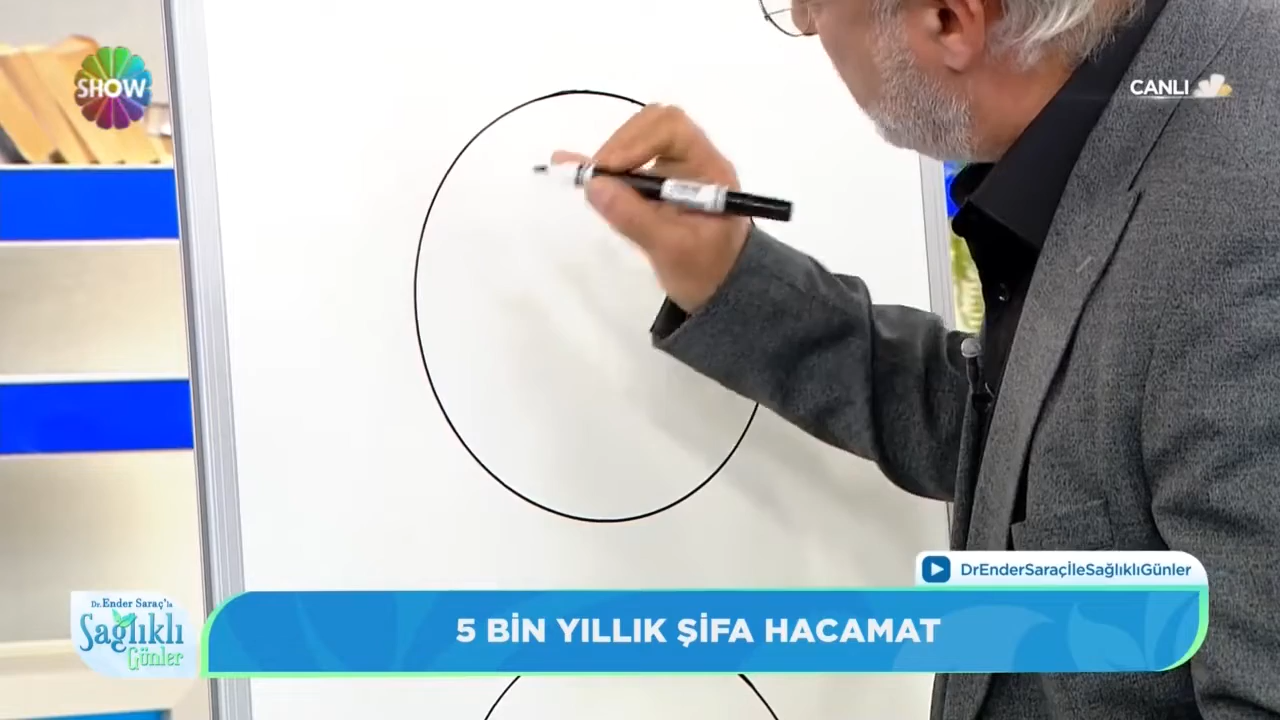 SHOW
CANLI
DrEnderSaraçİleSağlıklıGünler
Dr. Ender Saraç'la
Sağlıklı
Günler
5 BİN YILLIK ŞİFA HACAMAT